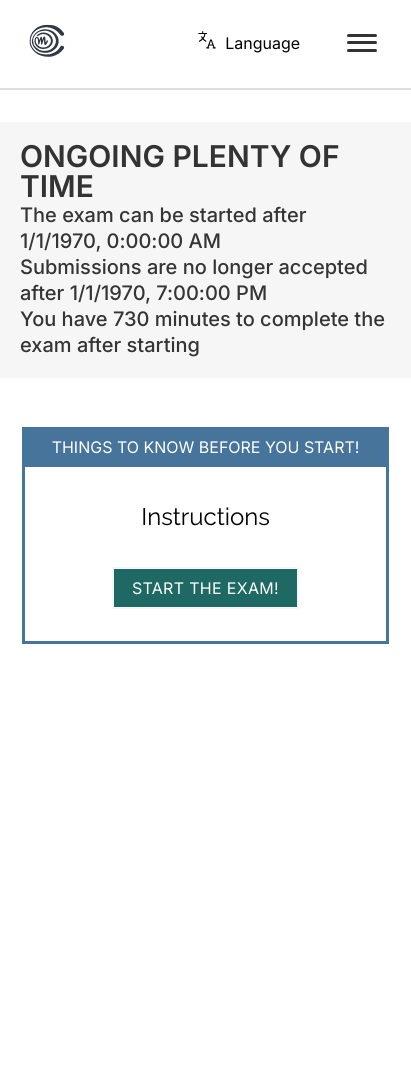 Language
ONGOING PLENTY OF
TIME
The exam can be started after
1/1/1970, 0:00:00 AM
Submissions are no longer accepted
after 1/1/1970, 7:00:00 PM
You have 730 minutes to complete the
exam after starting
THINGS TO KNOW BEFORE YOU START!
Instructions
START THE EXAM!